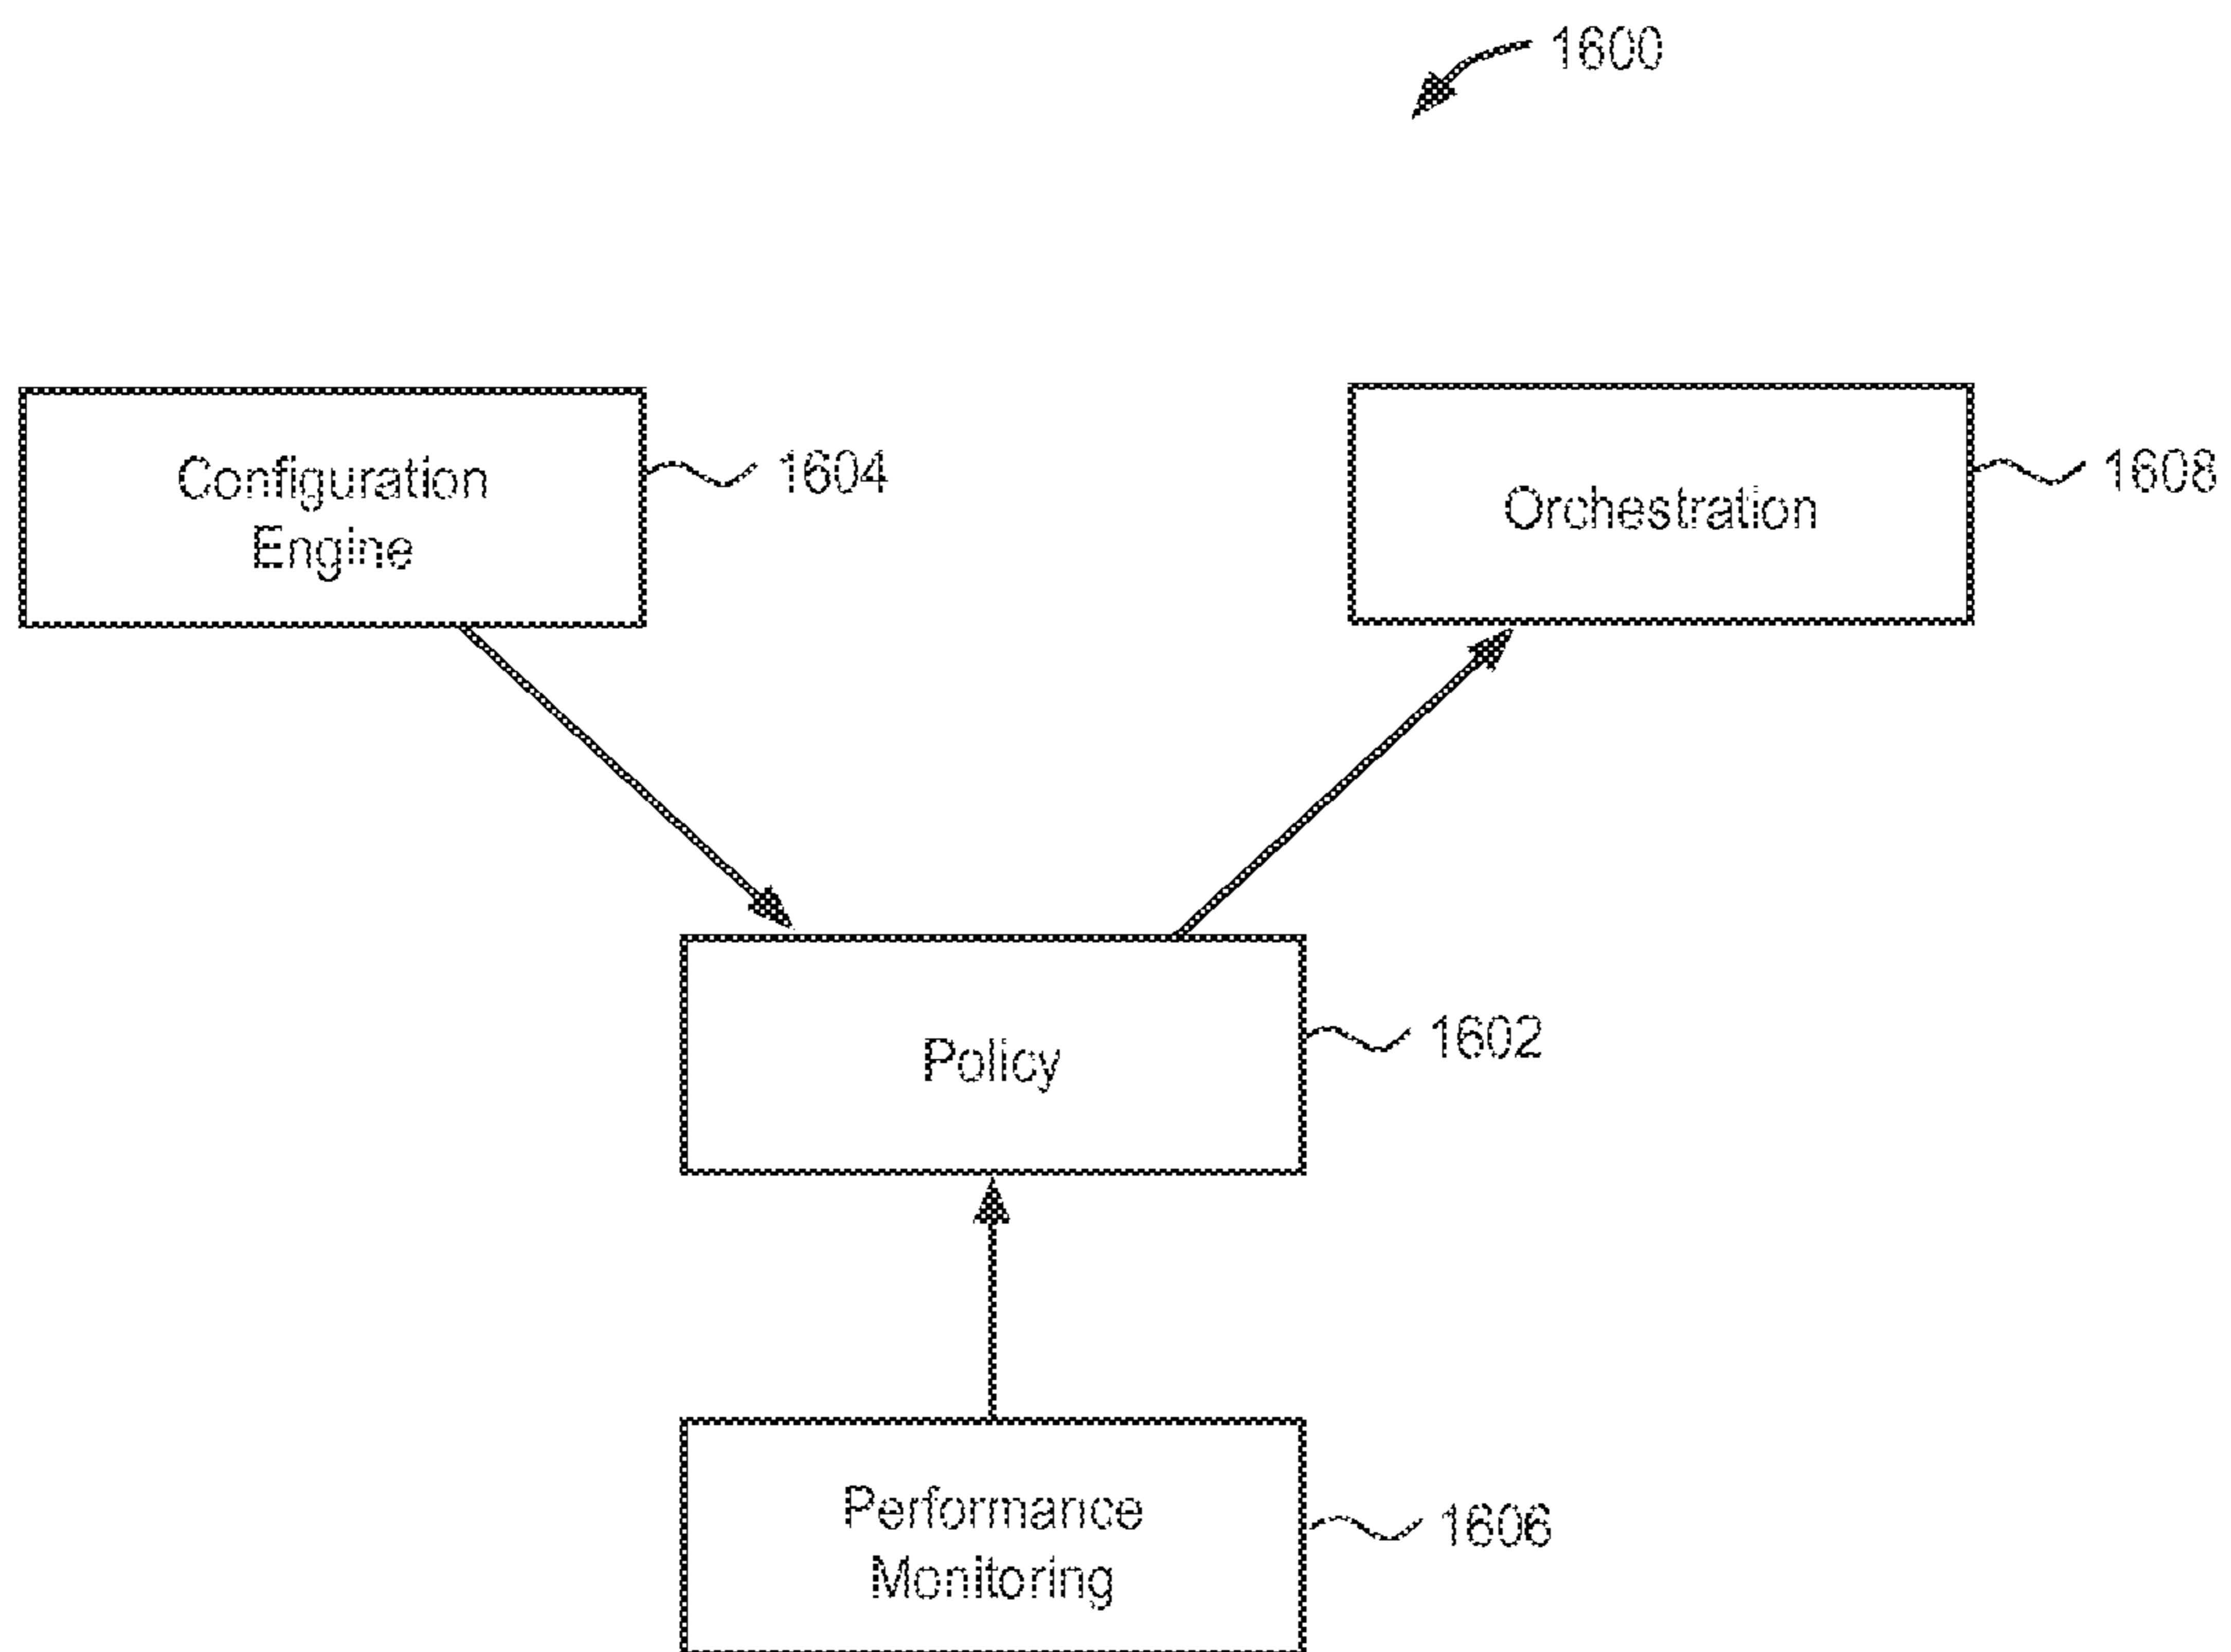 1600
Configuration
Engine
1604
Orchestration
1608
Policy
1602
Performance
Monitoring
1606